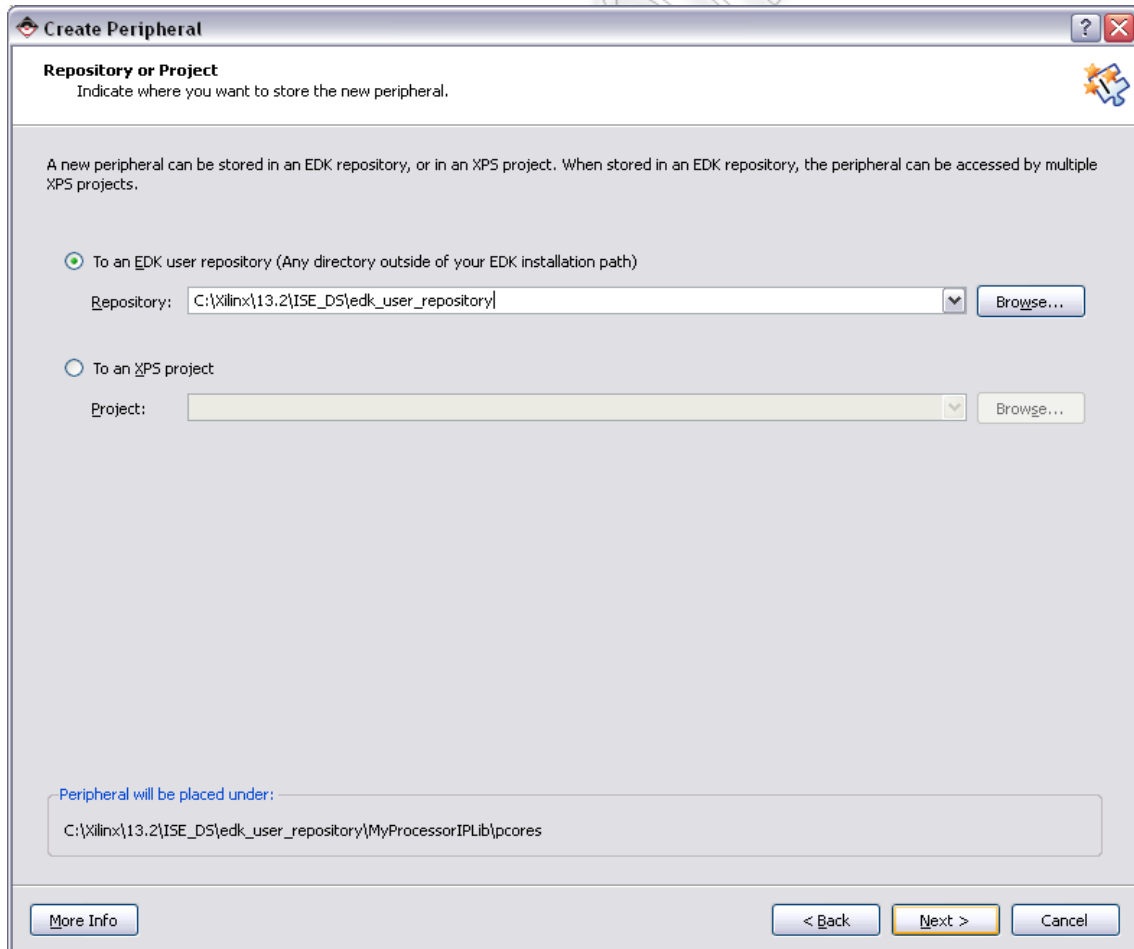 Create Peripheral
Repository or Project
Indicate where you want to store the new peripheral.
A new peripheral can be stored in an EDK repository, or in an XPS project. When stored in an EDK repository, the peripheral can be accessed by multiple
XPS projects.
To an EDK user repository (Any directory outside of your EDK installation path)
Repository: C:\Xilinx\13.2\ISE_DS\edk_user_repository Browse...
To an XPS project
Project: Browse...
Peripheral will be placed under:
C:\Xilinx\13.2\ISE_DS\edk_user_repository\MyProcessorIPLib\pcores
More Info < Back Next > Cancel